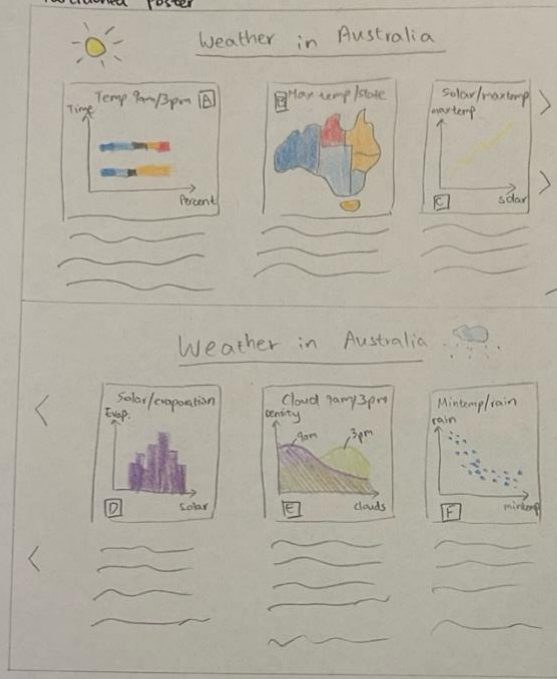 Weather in Australia
Temp 9am/3pm A
Time
Percent
B Max temp/state
Solar/maxtemp
maxtemp
C
solar
Weather in Australia
Solar/evaporation
Evap.
D
solar
Cloud 9am/3pm
Density
9am
3pm
E
clouds
Mintemp/rain
rain
F
mintemp